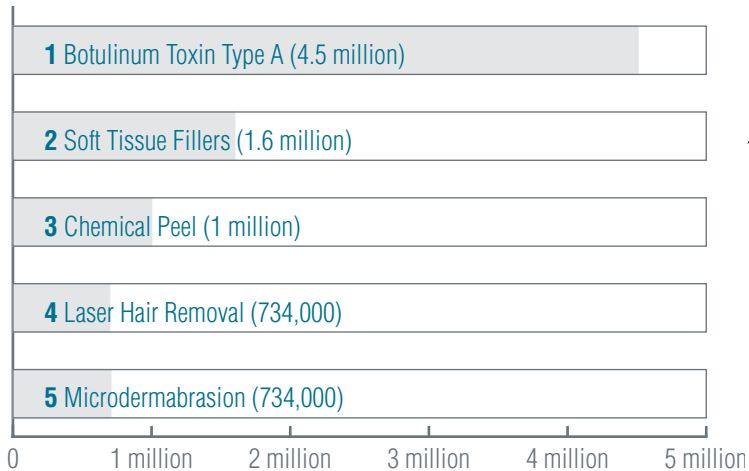 1 Botulinum Toxin Type A (4.5 million)
2 Soft Tissue Fillers (1.6 million)
3 Chemical Peel (1 million)
4 Laser Hair Removal (734,000)
5 Microdermabrasion (734,000)
0 1 million 2 million 3 million 4 million 5 million